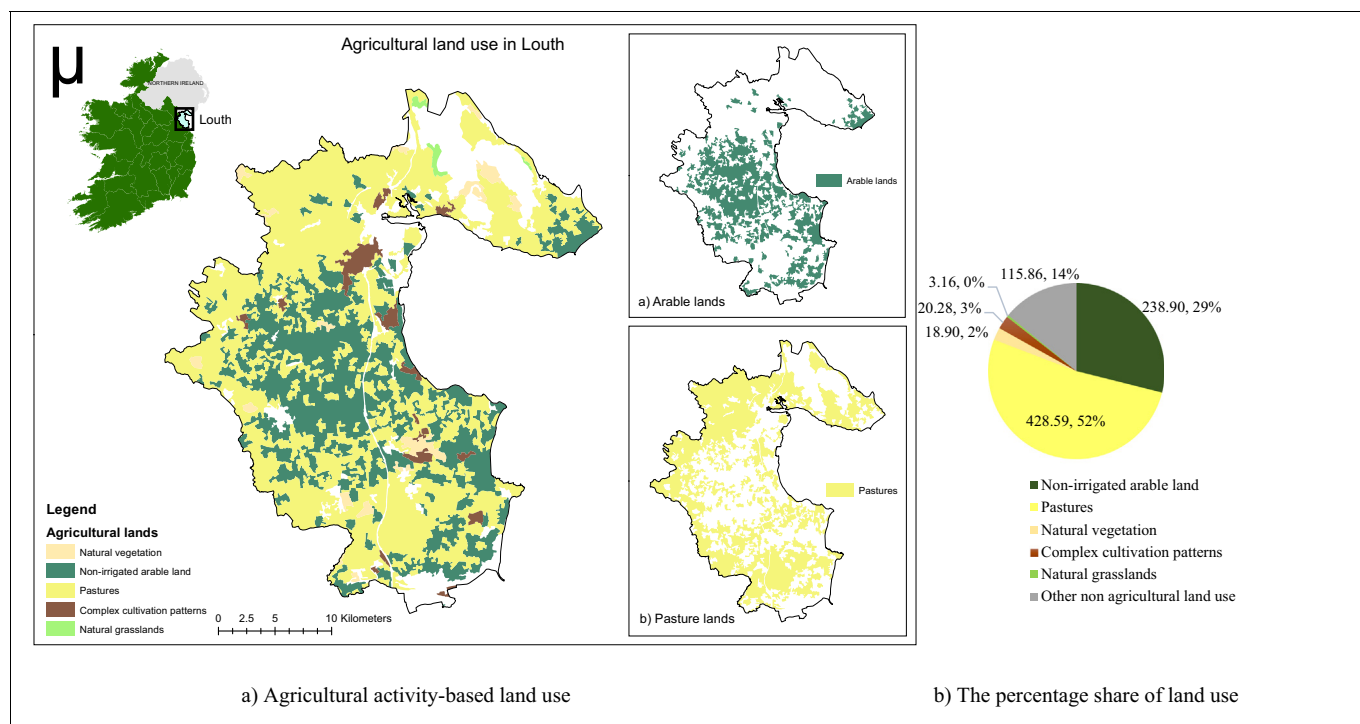 µ
Agricultural land use in Louth
NORTHERN IRELAND
Louth
Legend
Agricultural lands
Natural vegetation
Non-irrigated arable land
Pastures
Complex cultivation patterns
Natural grasslands
0 2.5 5 10 Kilometers
Arable lands
a) Arable lands
Pastures
b) Pasture lands
115.86, 14%
3.16, 0%
20.28, 3%
18.90, 2%
238.90, 29%
428.59, 52%
Non-irrigated arable land
Pastures
Natural vegetation
Complex cultivation patterns
Natural grasslands
Other non agricultural land use
a) Agricultural activity-based land use
b) The percentage share of land use